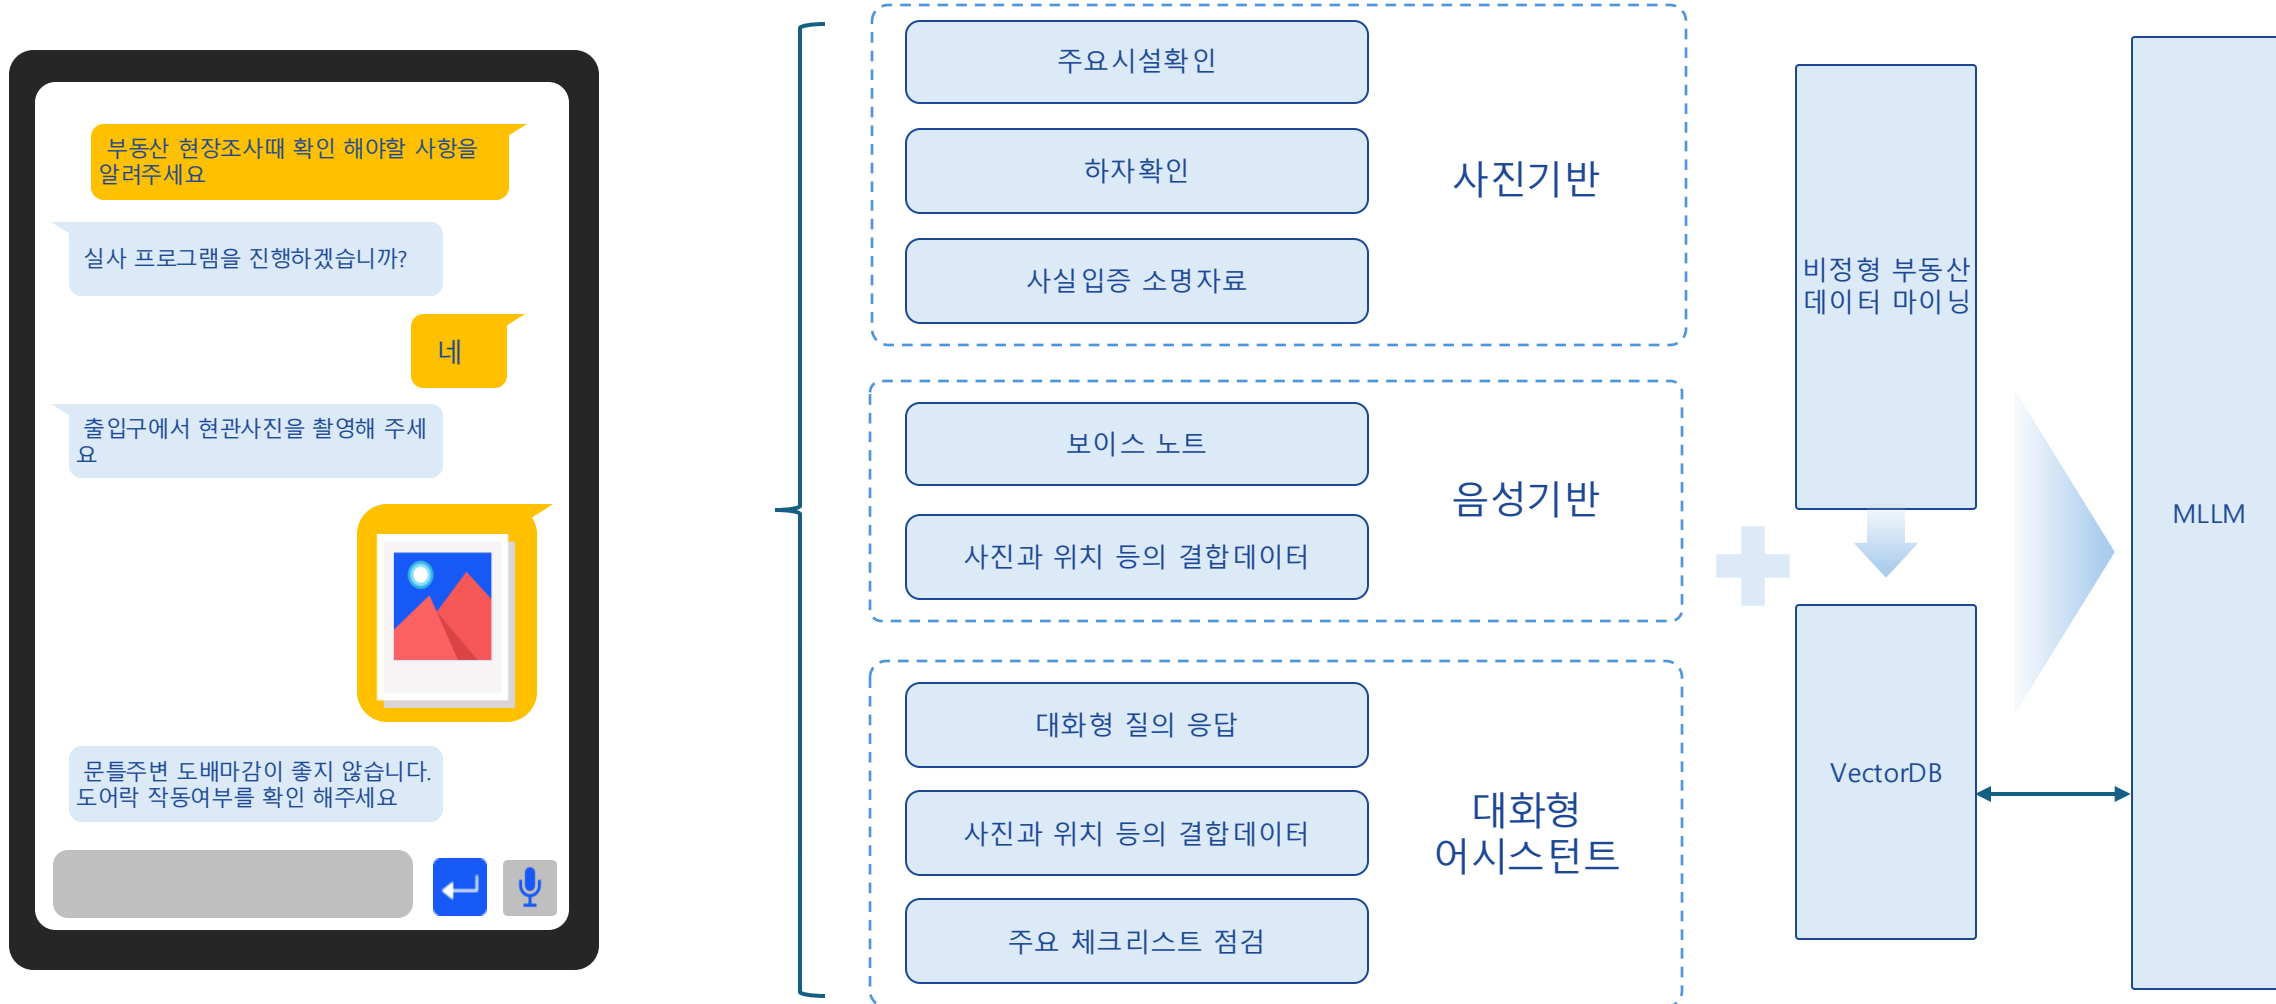 부동산 현장조사때 확인 해야할 사항을
알려주세요
실사 프로그램을 진행하겠습니까?
네
출입구에서 현관사진을 촬영해 주세
요
문틀주변 도배마감이 좋지 않습니다.
도어락 작동여부를 확인 해주세요
주요시설확인
하자확인
사실입증 소명자료
사진기반
보이스 노트
사진과 위치 등의 결합데이터
음성기반
대화형 질의 응답
사진과 위치 등의 결합데이터
주요 체크리스트 점검
대화형
어시스턴트
비정형 부동산
데이터 마이닝
VectorDB
MLLM